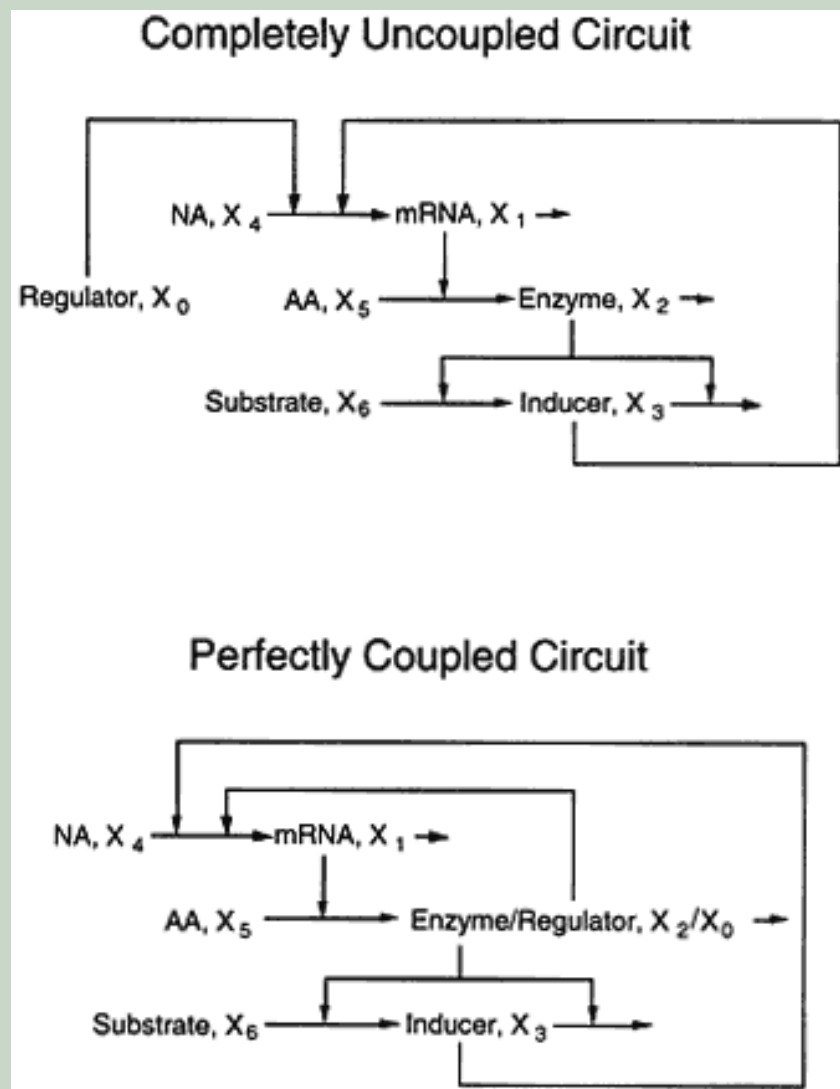 Completely Uncoupled Circuit
NA, X4 mRNA, X1
Regulator, X0 AA, X5 Enzyme, X2
Substrate, X6 Inducer, X3
Perfectly Coupled Circuit
NA, X4 mRNA, X1
AA, X5 Enzyme/Regulator, X2/X0
Substrate, X6 Inducer, X3